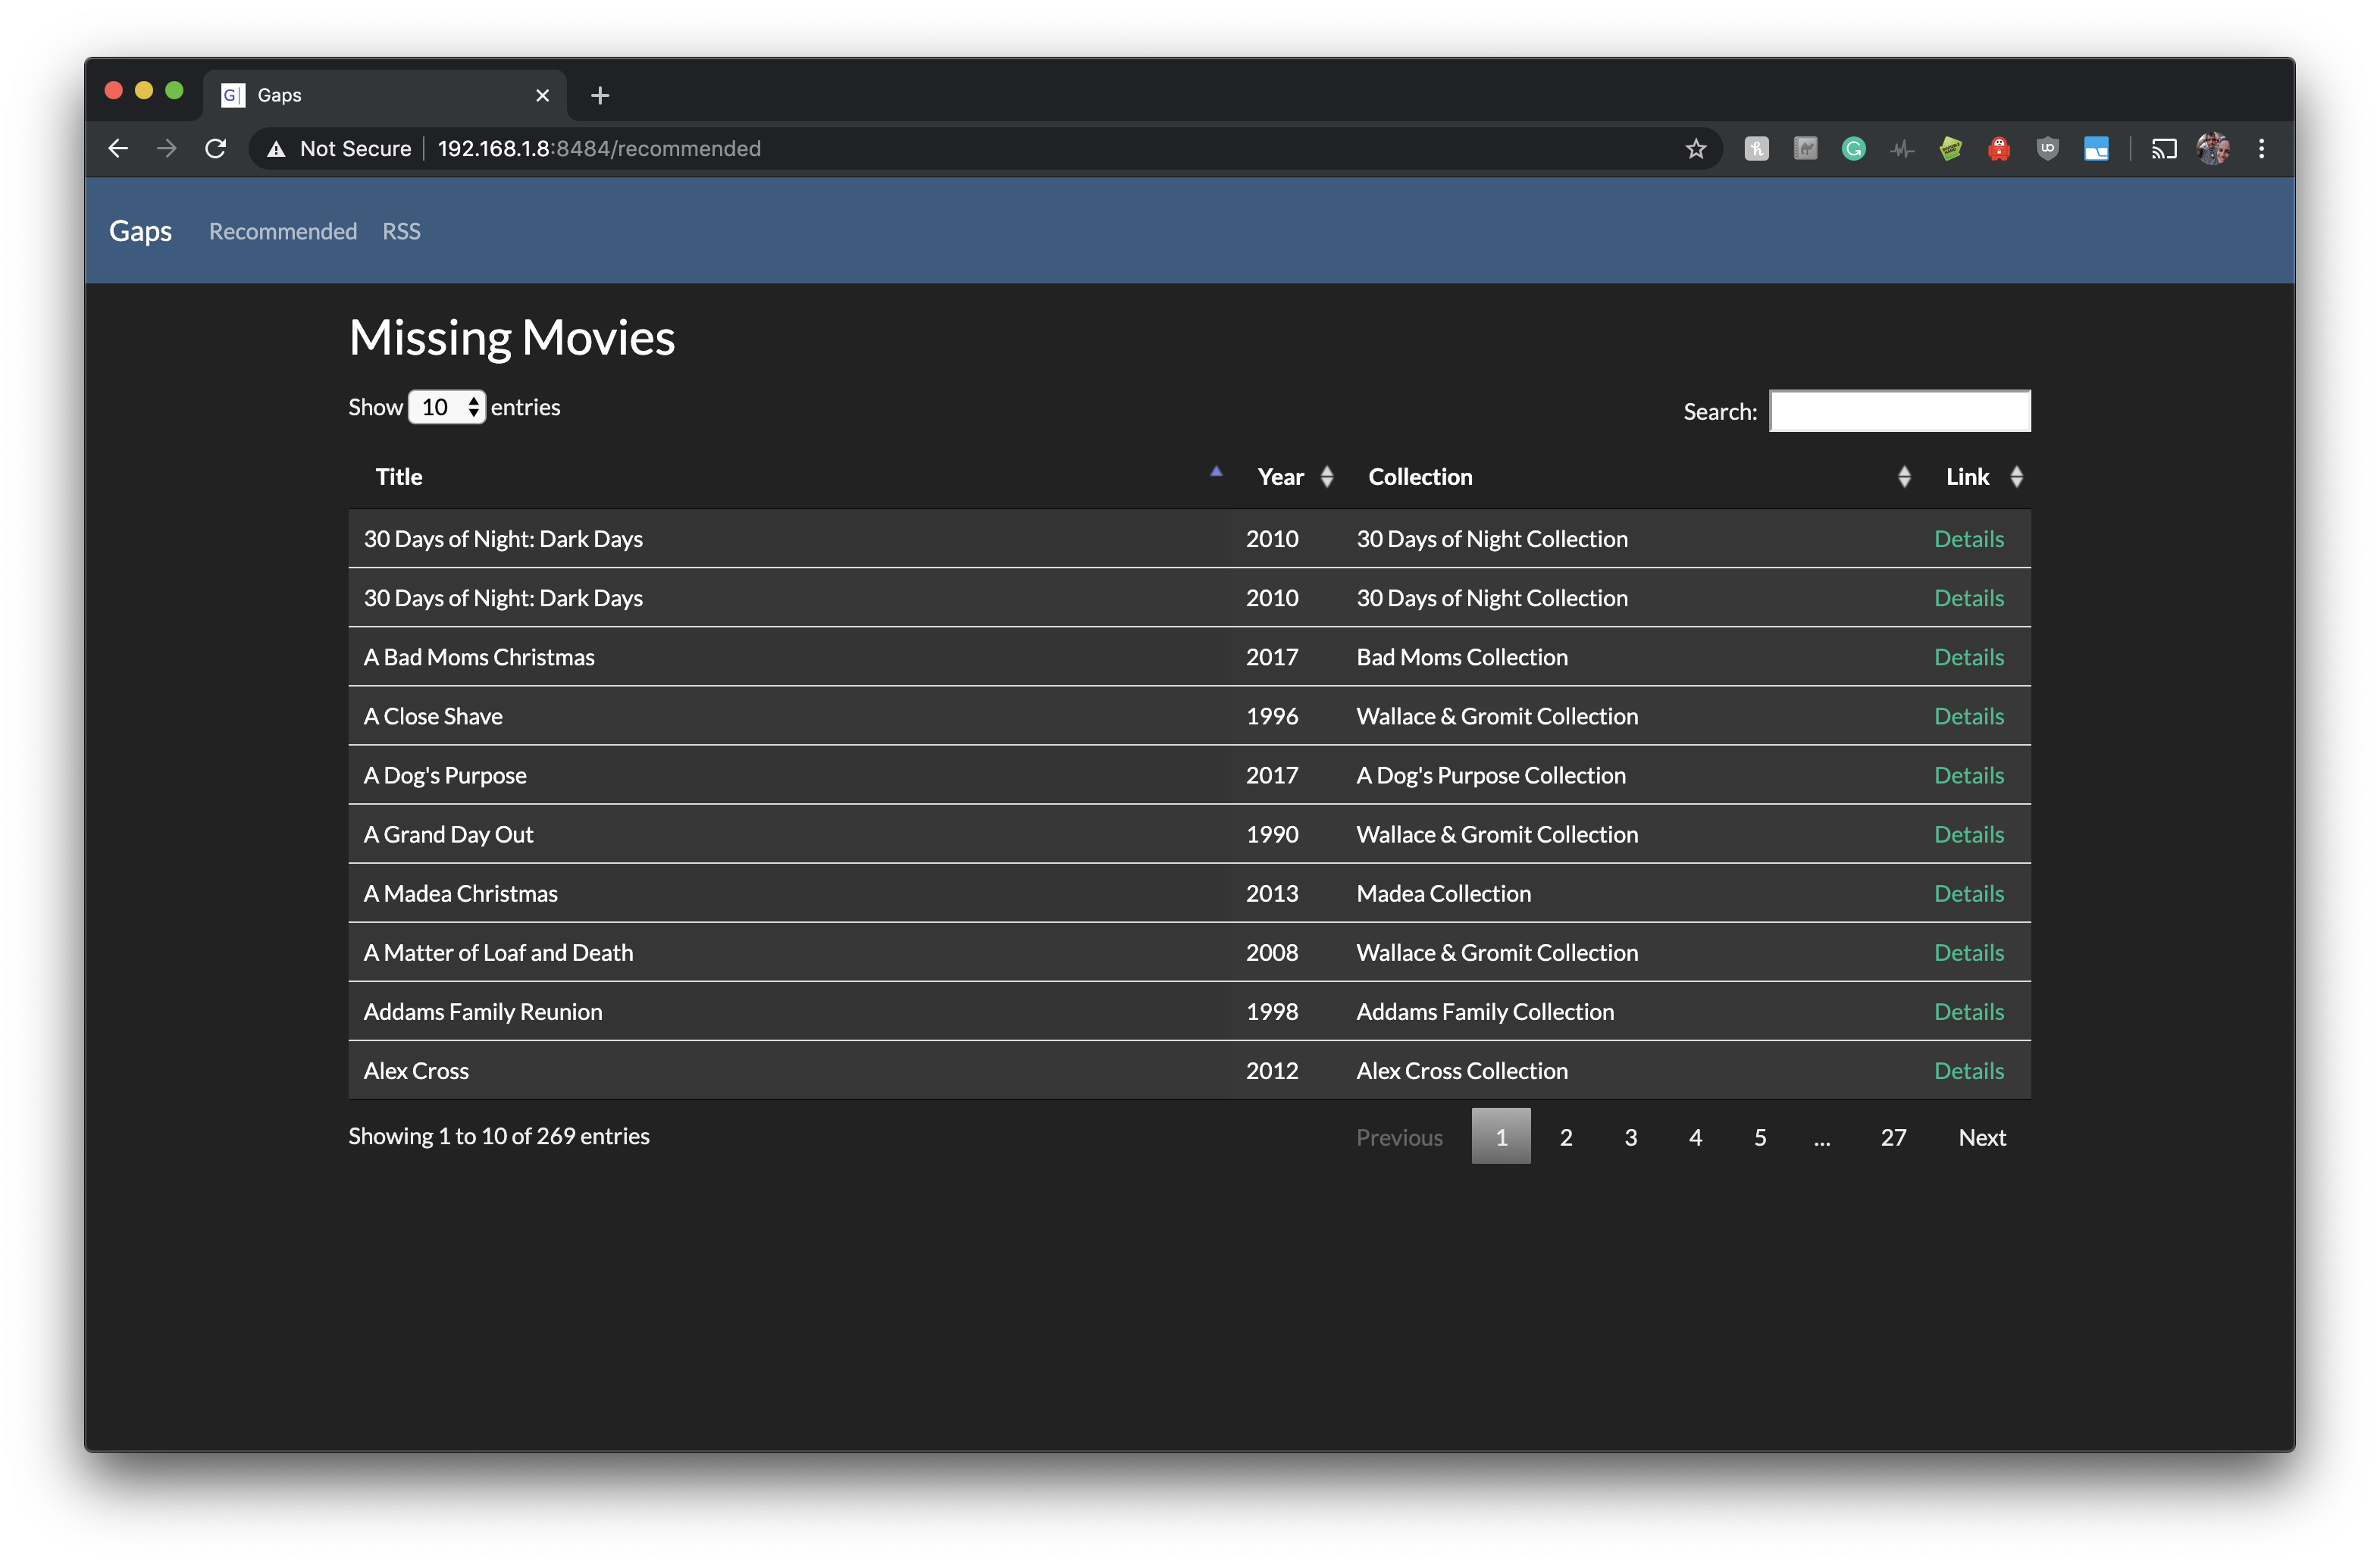 G| Gaps
Not Secure 192.168.1.8:8484/recommended
Gaps Recommended RSS
Missing Movies
Show 10 entries Search:
Title Year Collection Link
30 Days of Night: Dark Days 2010 30 Days of Night Collection Details
30 Days of Night: Dark Days 2010 30 Days of Night Collection Details
A Bad Moms Christmas 2017 Bad Moms Collection Details
A Close Shave 1996 Wallace & Gromit Collection Details
A Dog's Purpose 2017 A Dog's Purpose Collection Details
A Grand Day Out 1990 Wallace & Gromit Collection Details
A Madea Christmas 2013 Madea Collection Details
A Matter of Loaf and Death 2008 Wallace & Gromit Collection Details
Addams Family Reunion 1998 Addams Family Collection Details
Alex Cross 2012 Alex Cross Collection Details
Showing 1 to 10 of 269 entries Previous 1 2 3 4 5 ... 27 Next